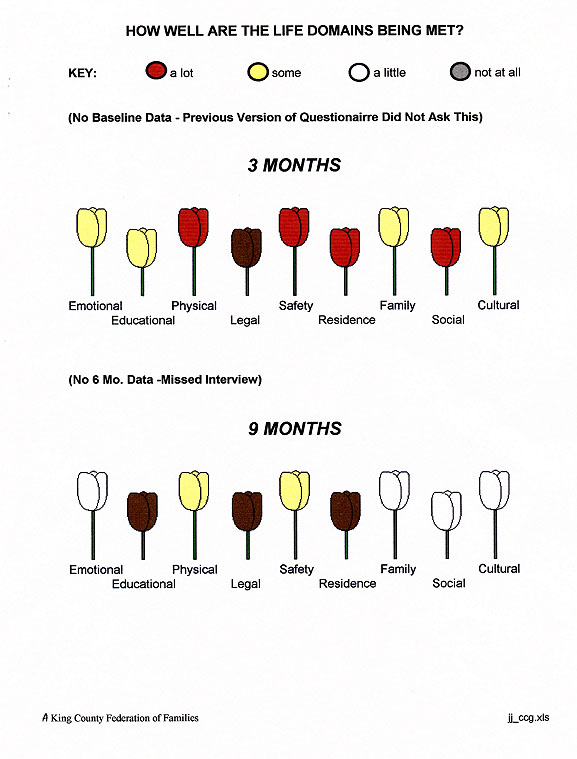 HOW WELL ARE THE LIFE DOMAINS BEING MET?
KEY: a lot some a little not at all
(No Baseline Data - Previous Version of Questionairre Did Not Ask This)
3 MONTHS
Emotional Physical Safety Family Cultural
Educational Legal Residence Social
(No 6 Mo. Data -Missed Interview)
9 MONTHS
Emotional Physical Safety Family Cultural
Educational Legal Residence Social
A King County Federation of Families jj_ccg.xls